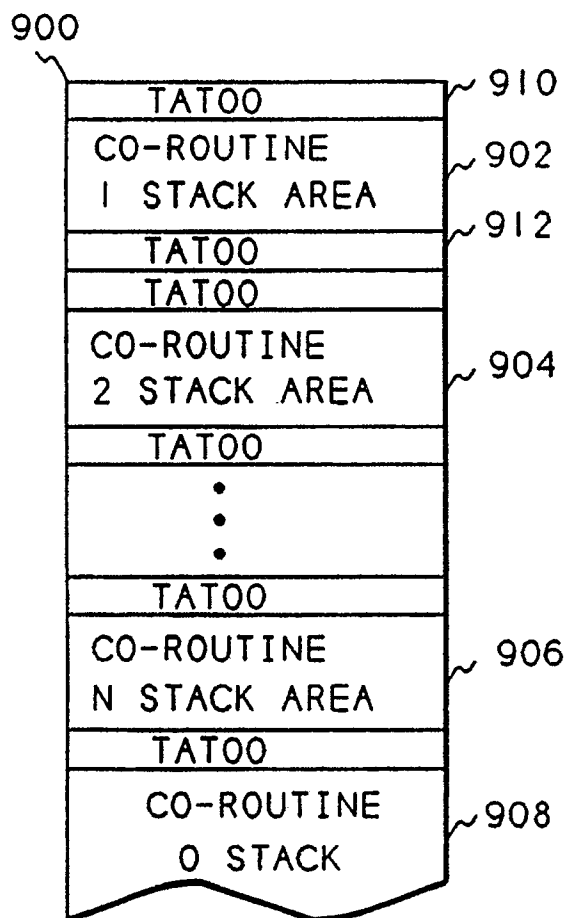 900
TATOO 910
CO-ROUTINE
1 STACK AREA 902
TATOO 912
TATOO
CO-ROUTINE
2 STACK AREA 904
TATOO
TATOO
CO-ROUTINE
N STACK AREA 906
TATOO
CO-ROUTINE
0 STACK 908